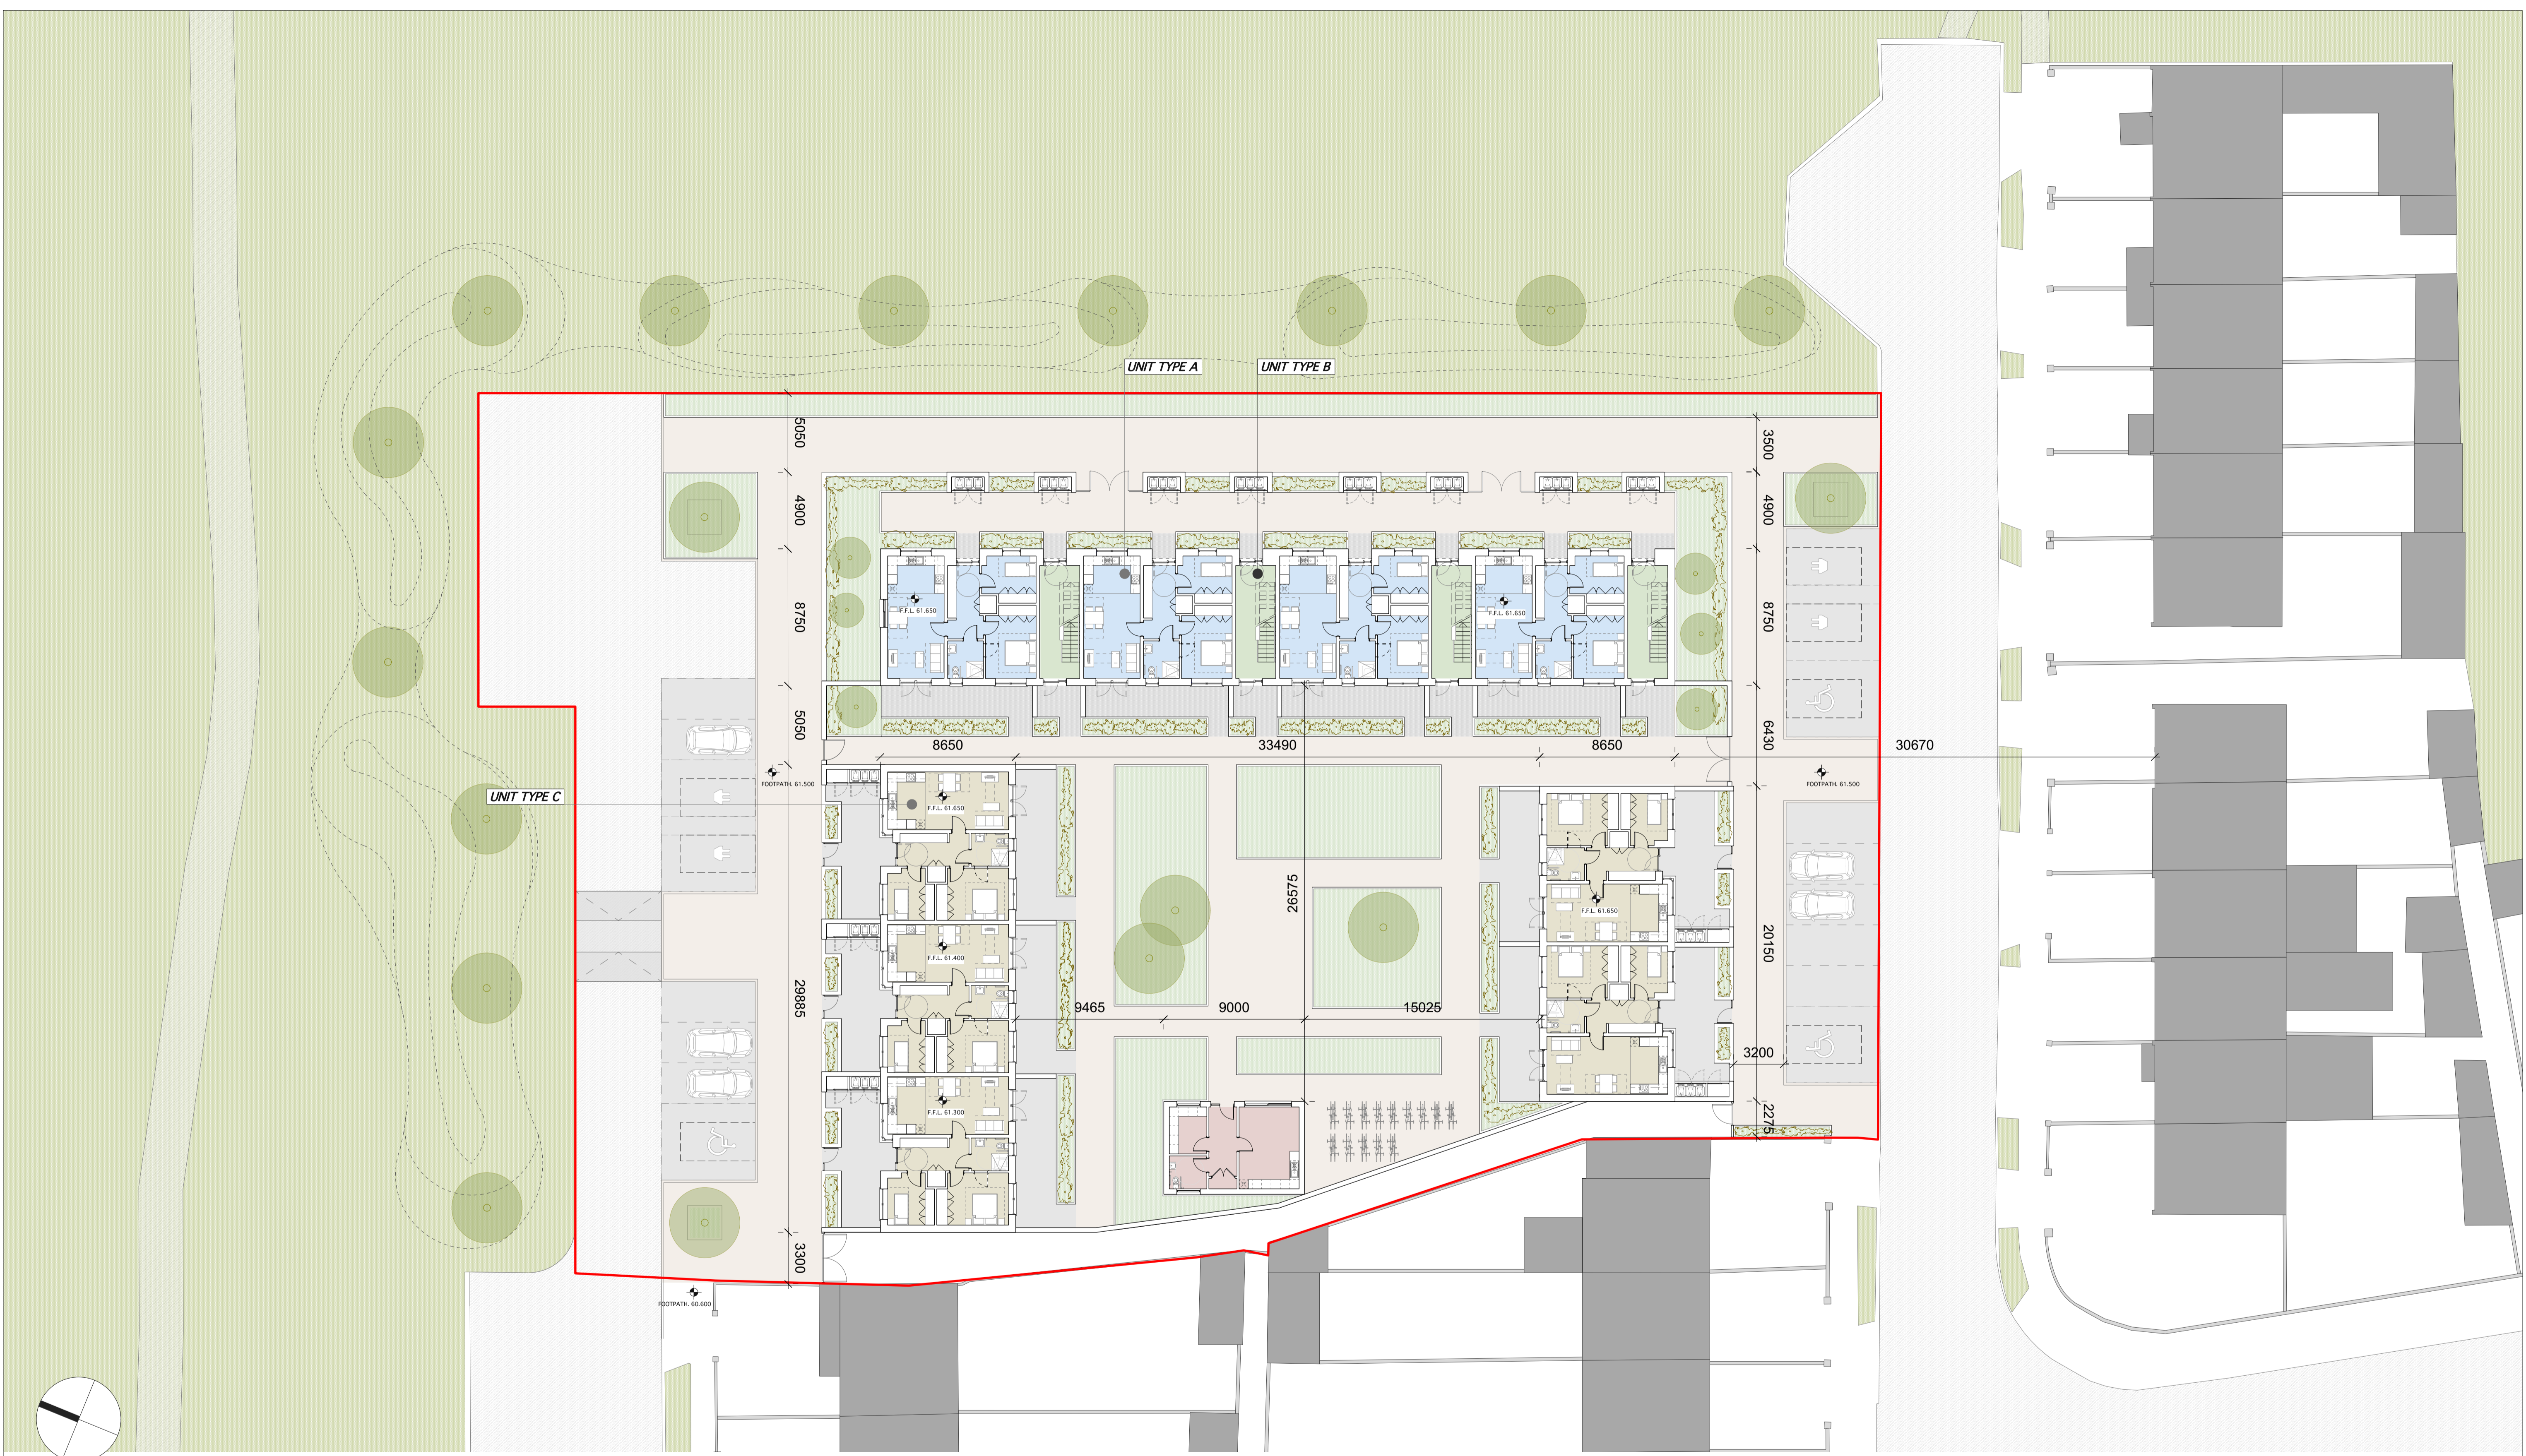 UNIT TYPE A
UNIT TYPE B
5050
3500
4900
4900
8750
8750
F.F.L. 61.650
F.F.L. 61.650
5050
6430
8650
33490
8650
30670
FOOTPATH. 61.500
FOOTPATH. 61.500
UNIT TYPE C
F.F.L. 61.650
26575
F.F.L. 61.650
20150
F.F.L. 61.400
29885
9465
9000
15025
3200
F.F.L. 61.300
2275
3300
FOOTPATH. 60.600